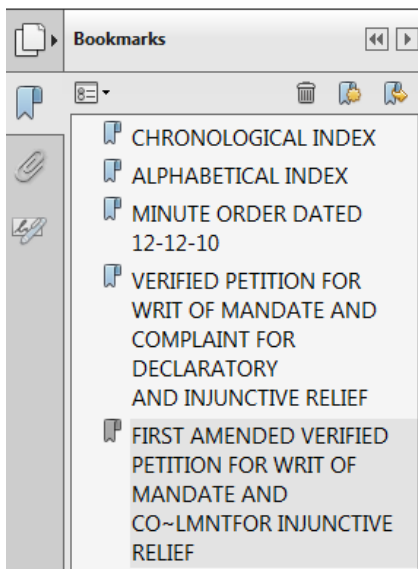 Bookmarks
CHRONOLOGICAL INDEX
ALPHABETICAL INDEX
MINUTE ORDER DATED
12-12-10
VERIFIED PETITION FOR
WRIT OF MANDATE AND
COMPLAINT FOR
DECLARATORY
AND INJUNCTIVE RELIEF
FIRST AMENDED VERIFIED
PETITION FOR WRIT OF
MANDATE AND
CO~LMNTFOR INJUNCTIVE
RELIEF